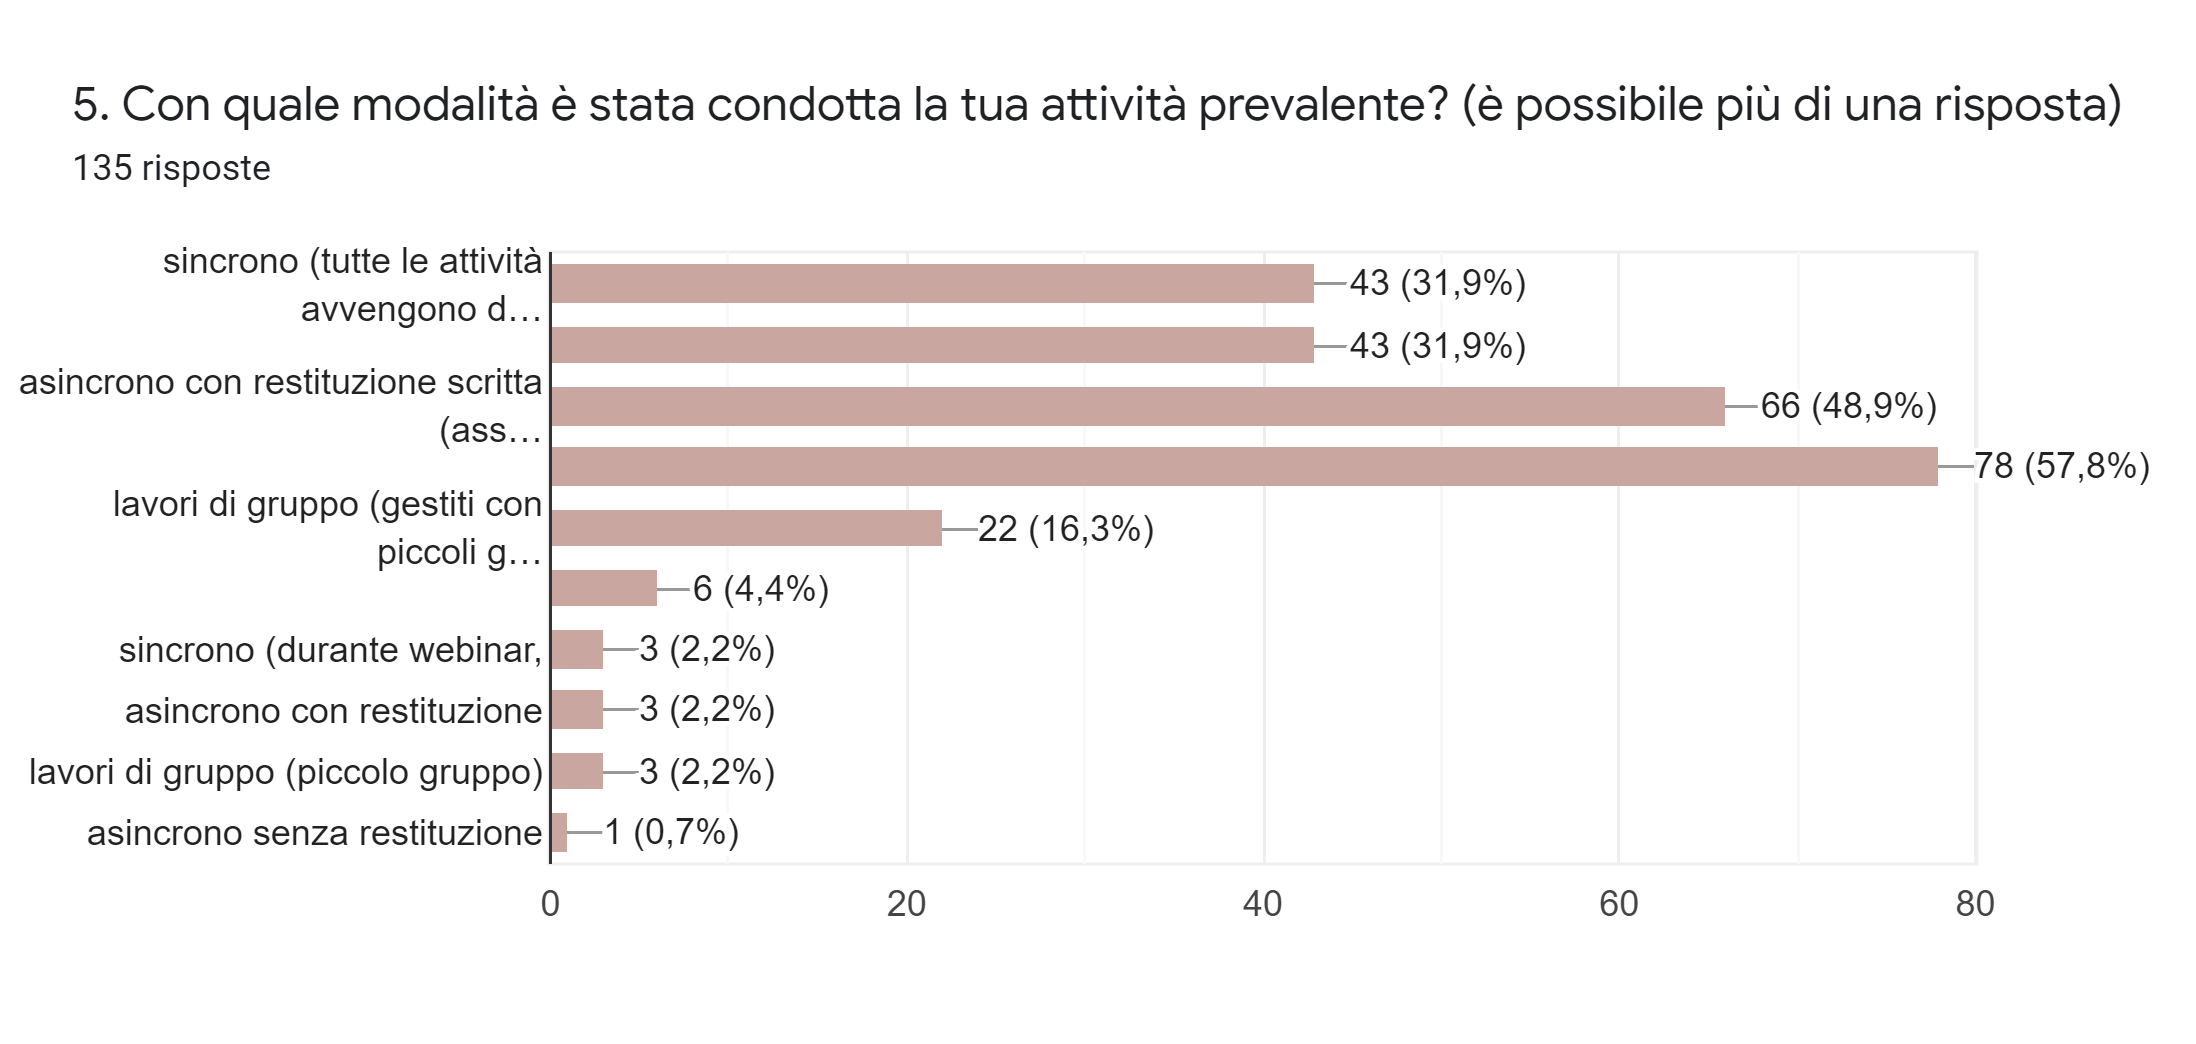 5. Con quale modalità è stata condotta la tua attività prevalente? (è possibile più di una risposta)
135 risposte
sincrono (tutte le attività
avvengono d…
43 (31,9%)
43 (31,9%)
asincrono con restituzione scritta
(ass…
66 (48,9%)
78 (57,8%)
lavori di gruppo (gestiti con
piccoli g…
22 (16,3%)
6 (4,4%)
sincrono (durante webinar,
3 (2,2%)
asincrono con restituzione
3 (2,2%)
lavori di gruppo (piccolo gruppo)
3 (2,2%)
asincrono senza restituzione
1 (0,7%)
0 20 40 60 80